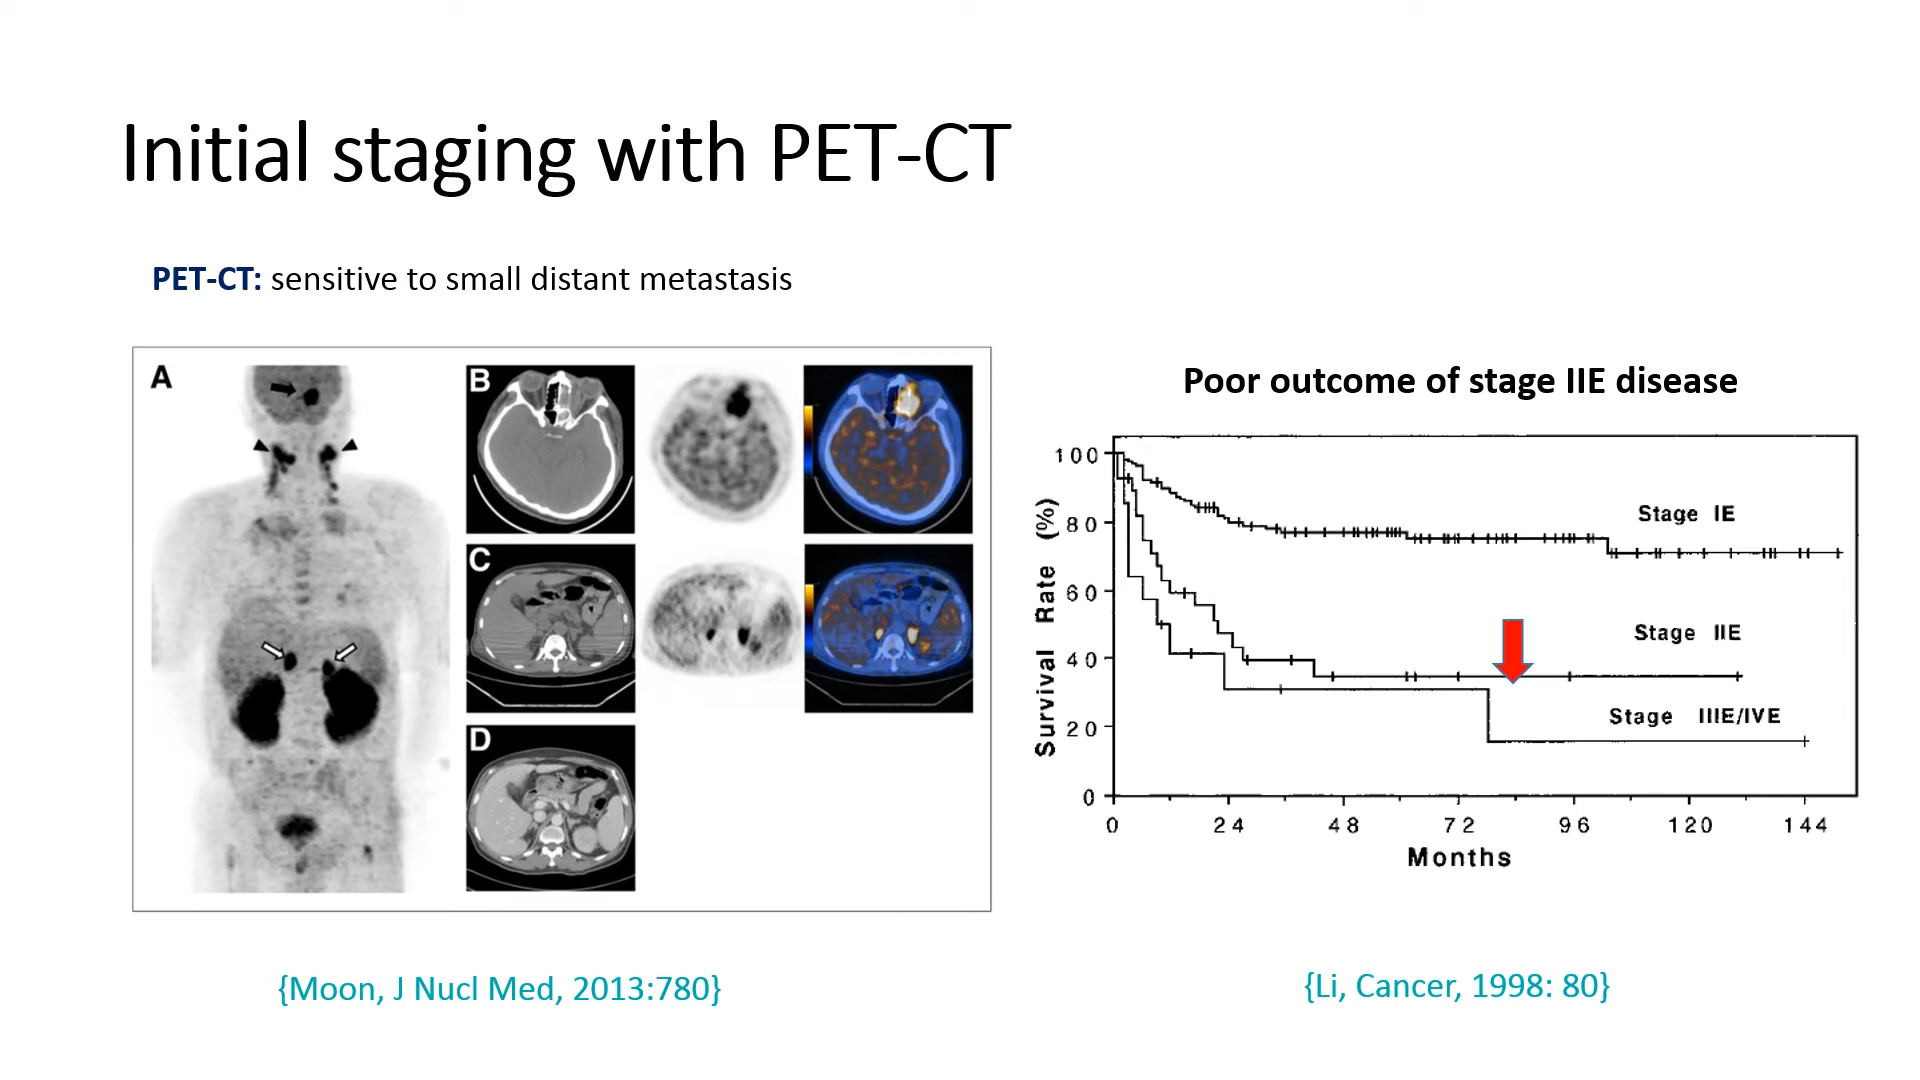 Initial staging with PET-CT
PET-CT: sensitive to small distant metastasis
A
B
C
D
Poor outcome of stage IIE disease
Survival Rate (%)
100
80
60
40
20
0
Stage IE
Stage IIE
Stage IIIE/IVE
0 24 48 72 96 120 144
Months
{Moon, J Nucl Med, 2013:780}
{Li, Cancer, 1998: 80}